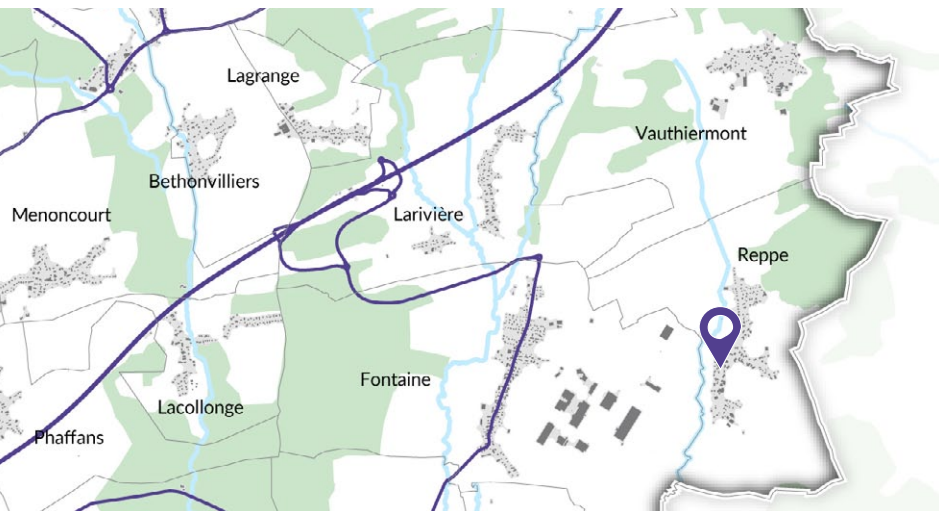 Lagrange
Vauthiermont
Bethonvilliers
Menoncourt
Larivière
Reppe
Fontaine
Lacollonge
Phaffans